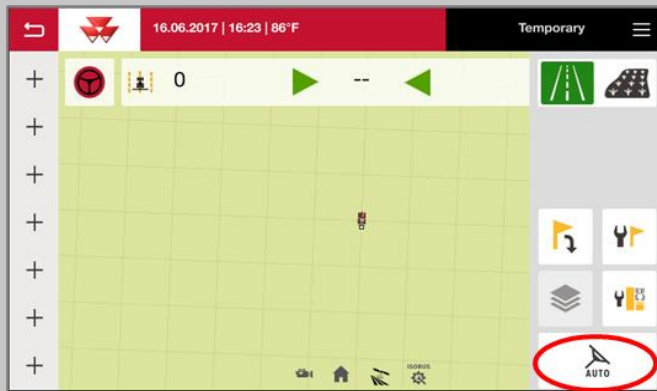 16.06.2017 | 16:23 | 86°F
Temporary
0
--
ISOBUS
AUTO